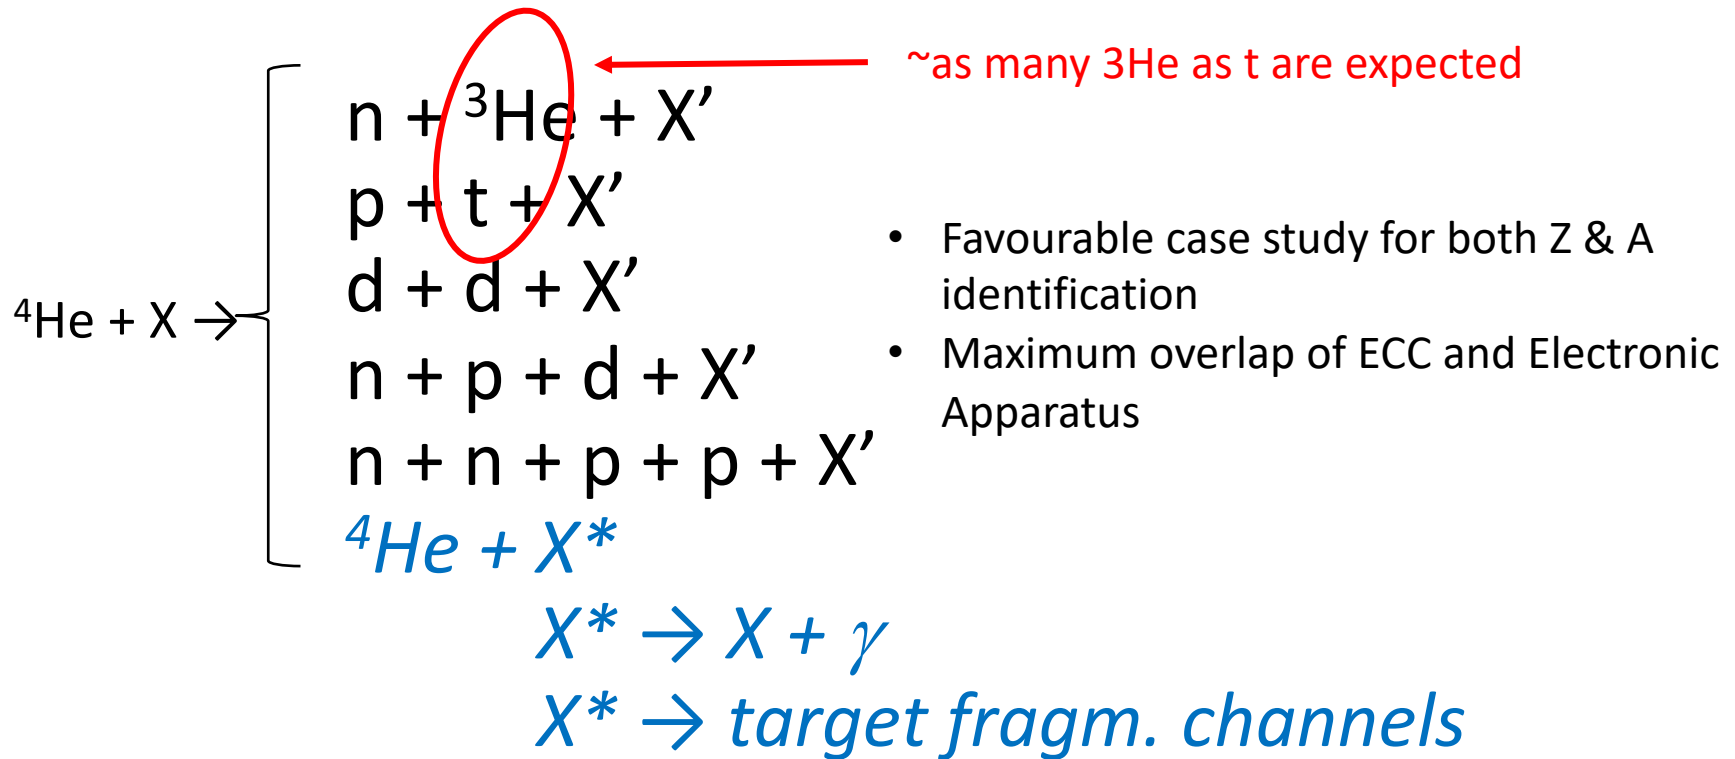 ~as many 3He as t are expected
n + ³He + X’
p + t + X’
d + d + X’
n + p + d + X’
n + n + p + p + X’
⁴He + X →
⁴He + X*
X* → X + γ
X* → target fragm. channels
• Favourable case study for both Z & A
identification
• Maximum overlap of ECC and Electronic
Apparatus